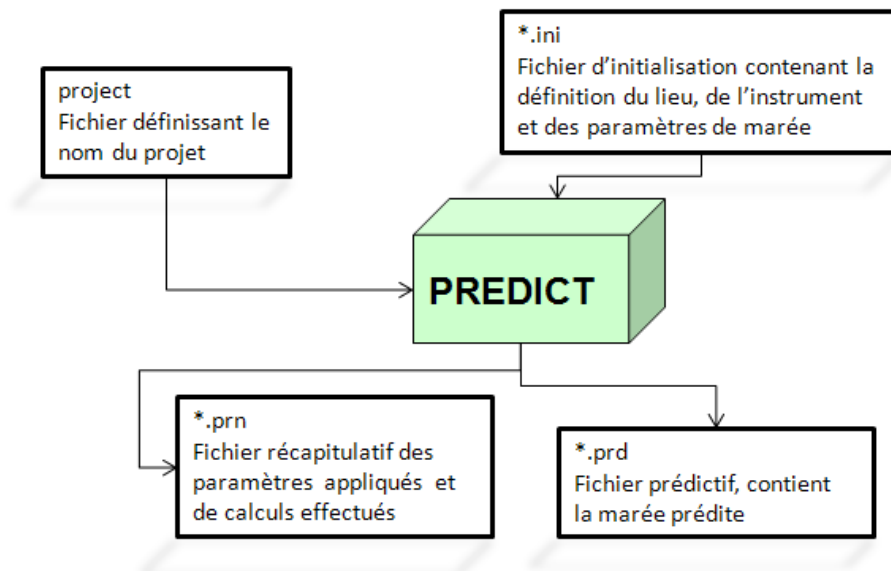 project
Fichier définissant le
nom du projet
*.ini
Fichier d’initialisation contenant la
définition du lieu, de l’instrument
et des paramètres de marée
PREDICT
*.prn
Fichier récapitulatif des
paramètres appliqués et
de calculs effectués
*.prd
Fichier prédictif, contient
la marée prédite